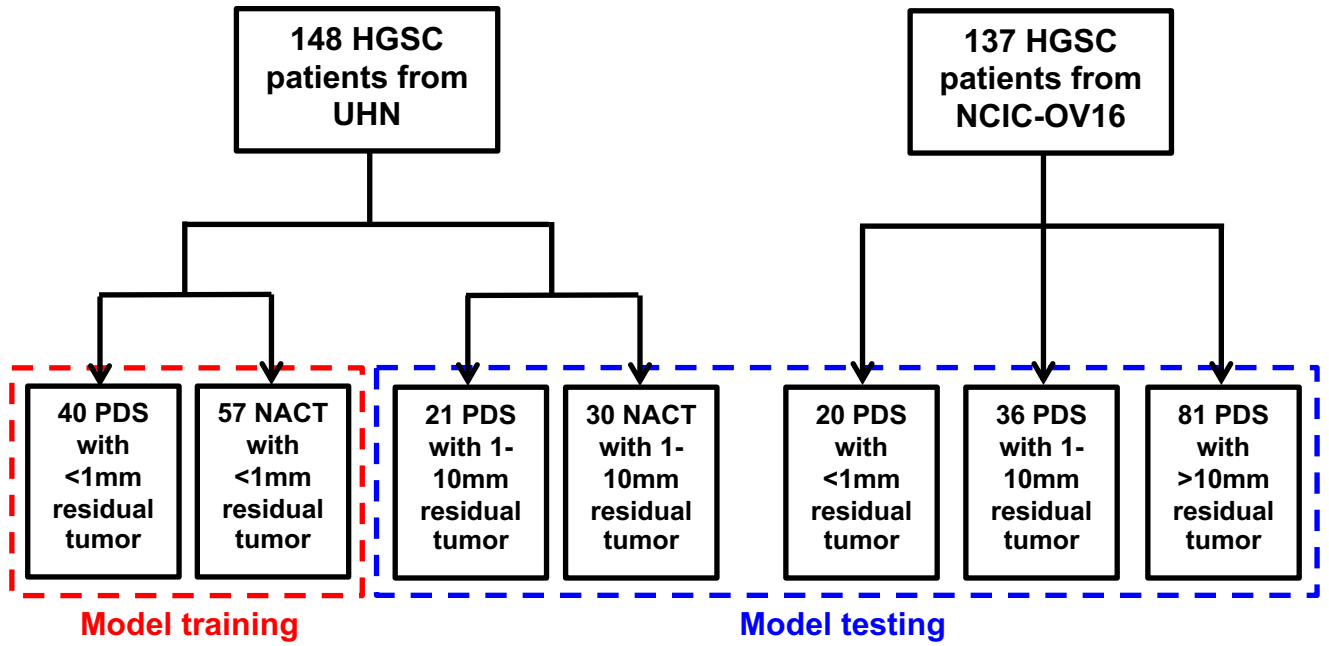 148 HGSC
patients from
UHN
137 HGSC
patients from
NCIC-OV16
40 PDS
with
<1mm
residual
tumor
57 NACT
with
<1mm
residual
tumor
21 PDS
with 1-
10mm
residual
tumor
30 NACT
with 1-
10mm
residual
tumor
20 PDS
with
<1mm
residual
tumor
36 PDS
with 1-
10mm
residual
tumor
81 PDS
with
>10mm
residual
tumor
Model training
Model testing